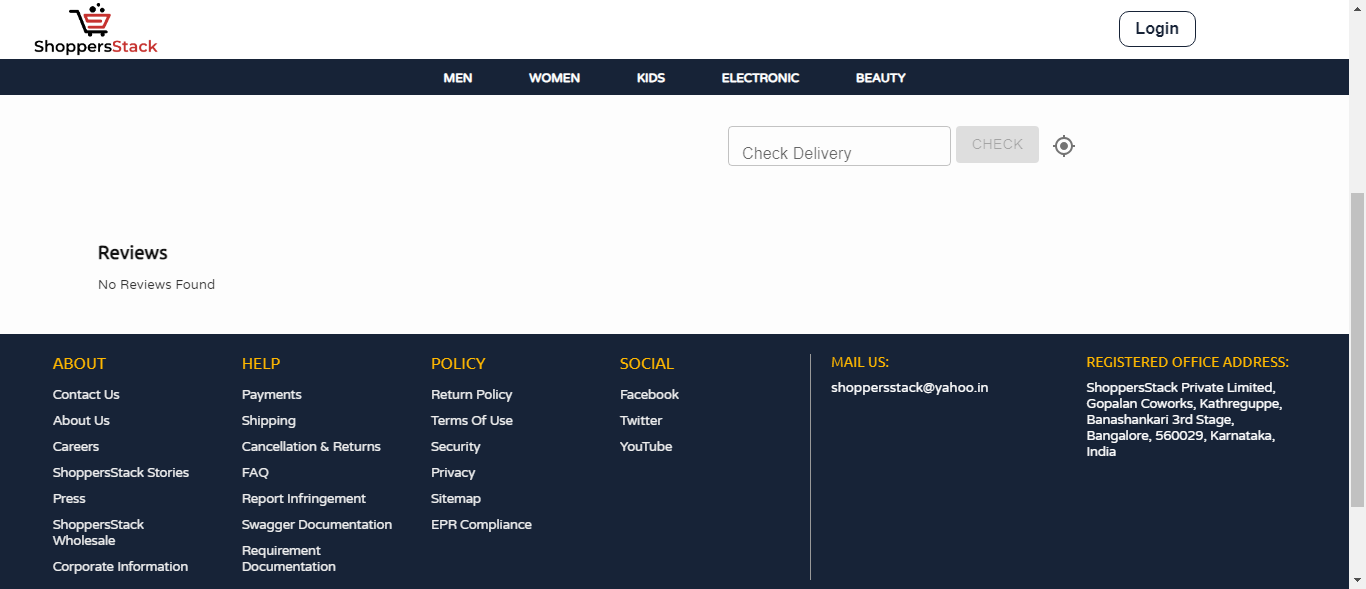 ShoppersStack
Login
MEN WOMEN KIDS ELECTRONIC BEAUTY
Check Delivery CHECK
Reviews
No Reviews Found
ABOUT
Contact Us
About Us
Careers
ShoppersStack Stories
Press
ShoppersStack
Wholesale
Corporate Information
HELP
Payments
Shipping
Cancellation & Returns
FAQ
Report Infringement
Swagger Documentation
Requirement
Documentation
POLICY
Return Policy
Terms Of Use
Security
Privacy
Sitemap
EPR Compliance
SOCIAL
Facebook
Twitter
YouTube
MAIL US:
shoppersstack@yahoo.in
REGISTERED OFFICE ADDRESS:
ShoppersStack Private Limited,
Gopalan Coworks, Kathreguppe,
Banashankari 3rd Stage,
Bangalore, 560029, Karnataka,
India